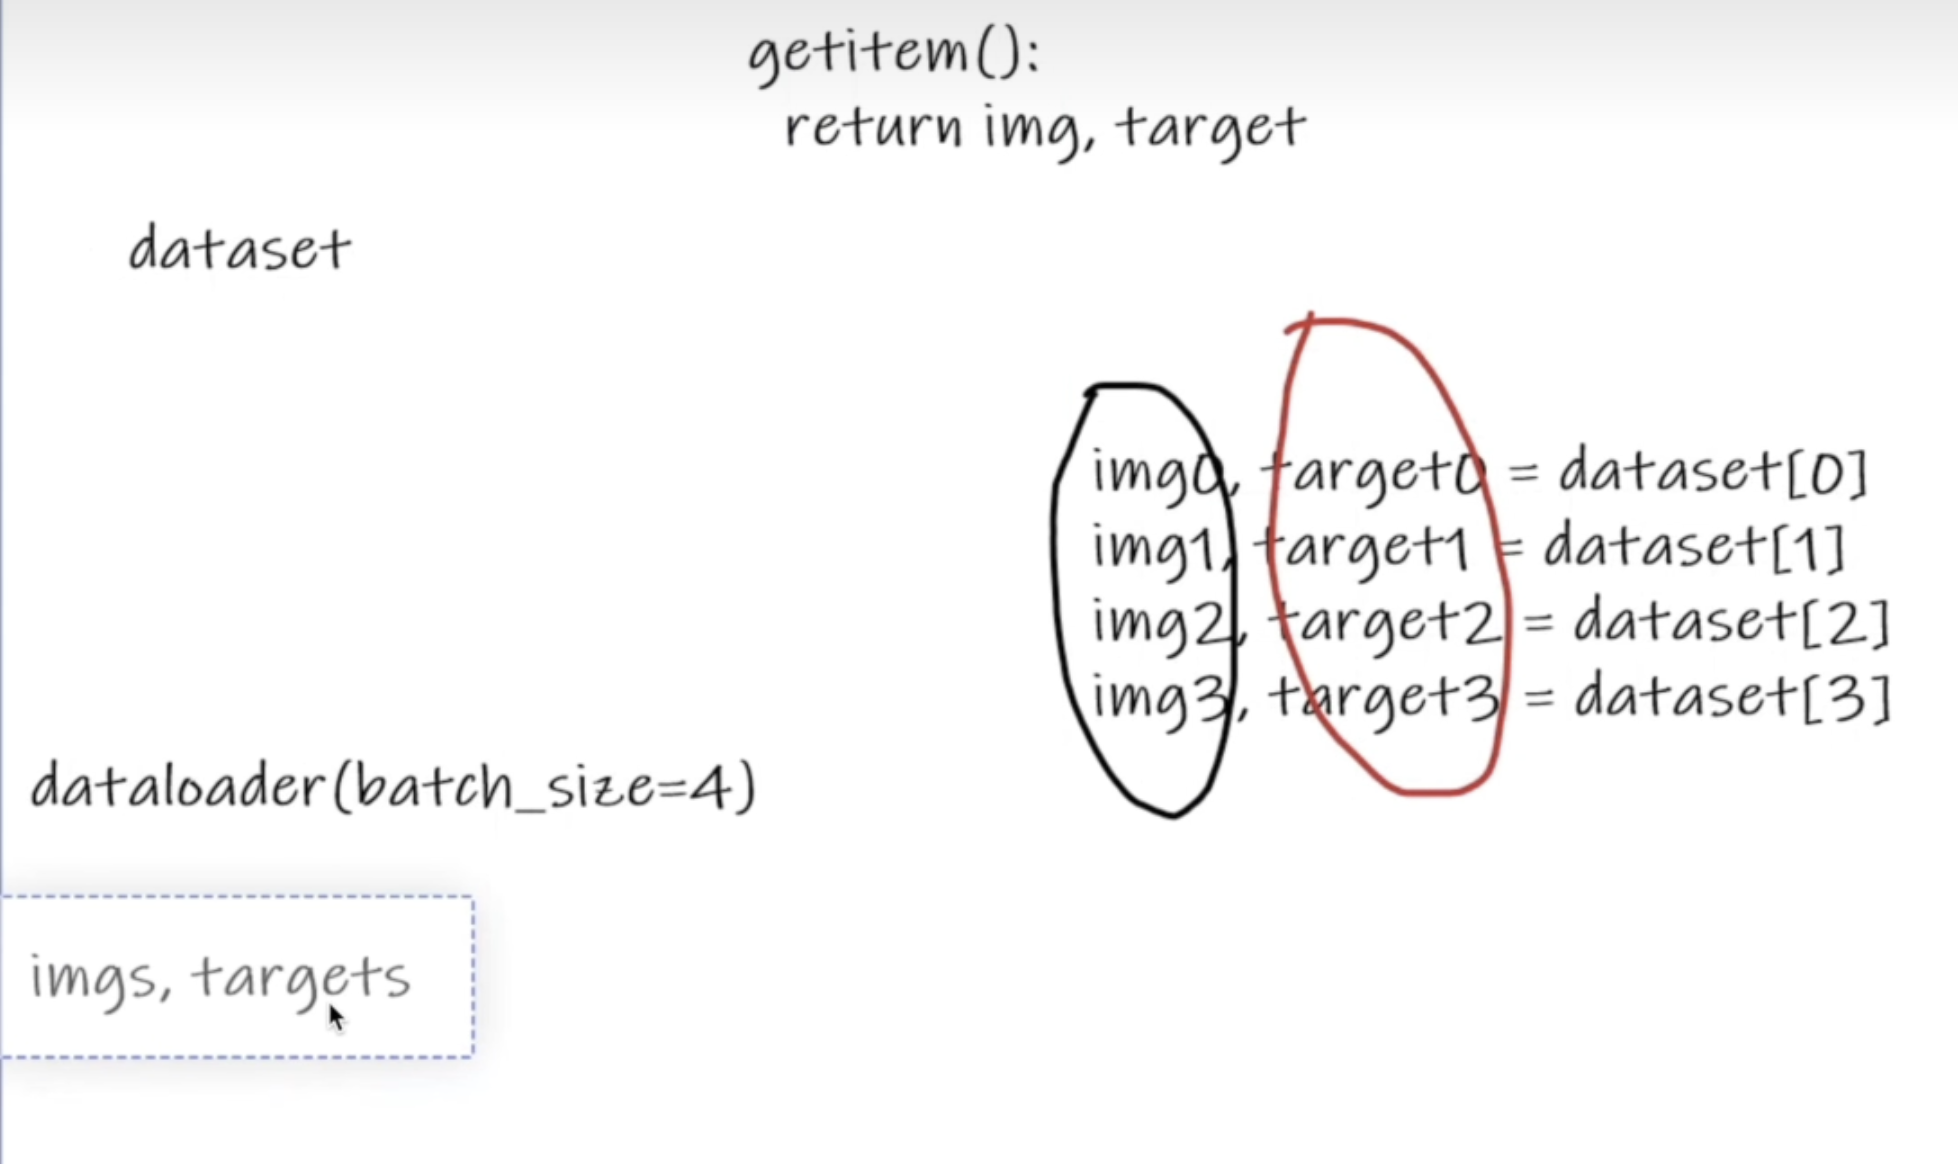 getitem():
return img, target
dataset
img0, target0 = dataset[0]
img1, target1 = dataset[1]
img2, target2 = dataset[2]
img3, target3 = dataset[3]
dataloader(batch_size=4)
imgs, targets